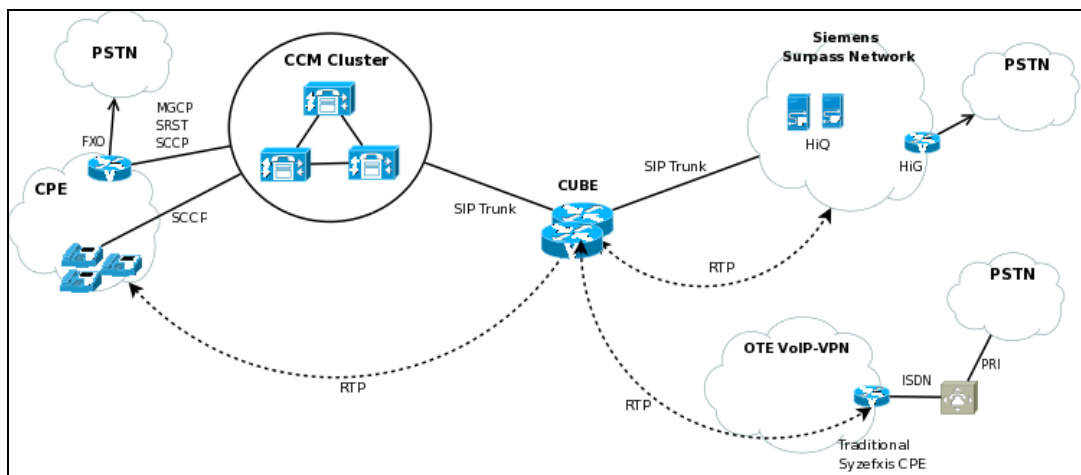 PSTN
CCM Cluster
Siemens
Surpass Network
PSTN
MGCP
SRST
SCCP
FXO
HiQ
HiG
CPE
SCCP
SIP Trunk
CUBE
SIP Trunk
RTP
PSTN
OTE VoIP-VPN
ISDN
PRI
RTP
RTP
Traditional
Syzefxis CPE